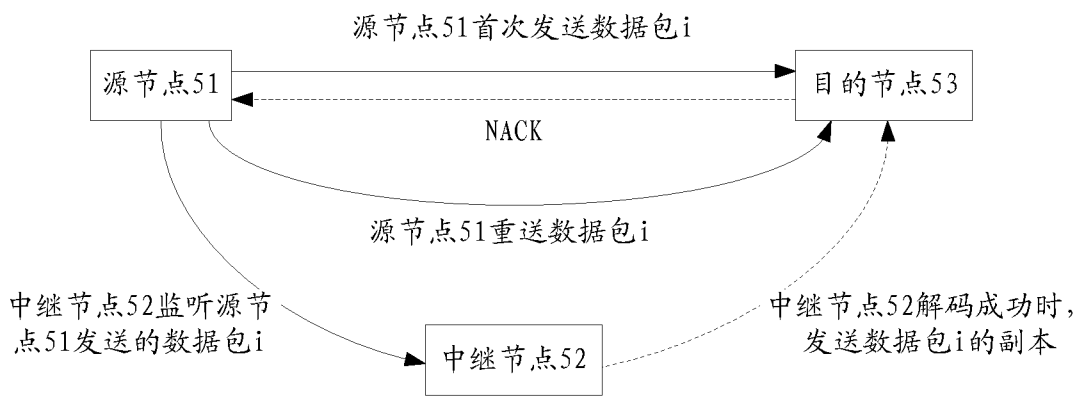 源节点51首次发送数据包i
源节点51
目的节点53
NACK
源节点51重送数据包i
中继节点52监听源节
点51发送的数据包i
中继节点52解码成功时,
发送数据包i的副本
中继节点52